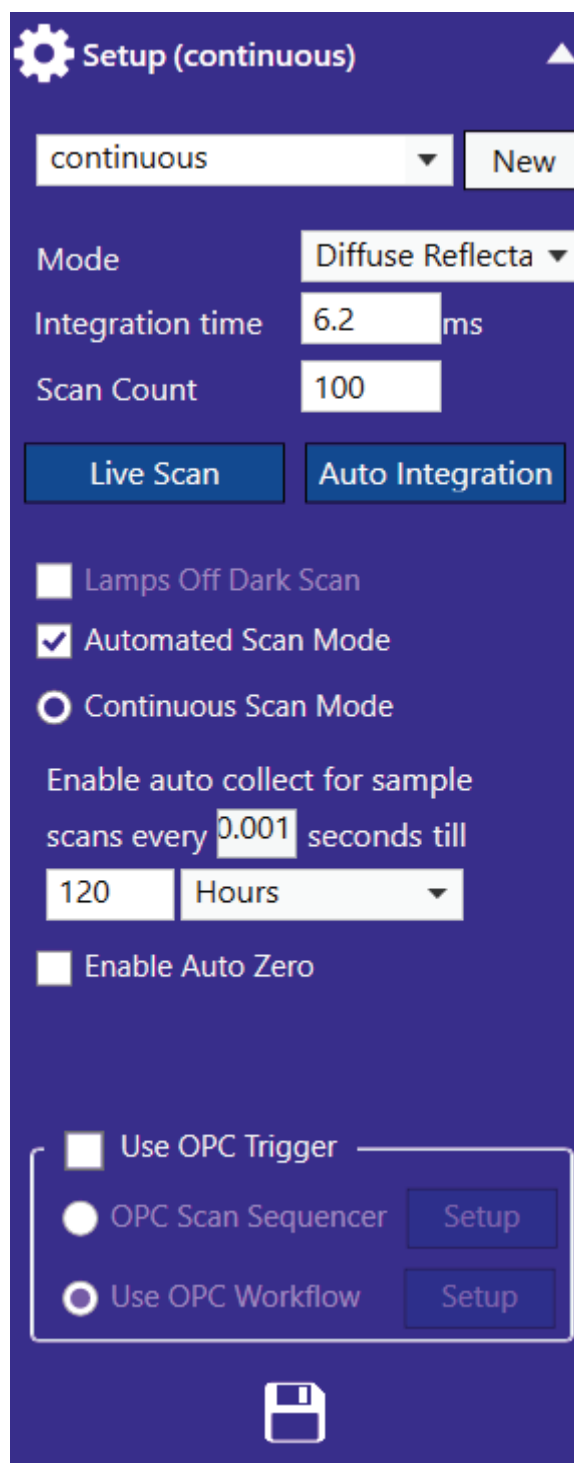 Setup (continuous)
continuous New
Mode Diffuse Reflecta
Integration time 6.2 ms
Scan Count 100
Live Scan Auto Integration
Lamps Off Dark Scan
Automated Scan Mode
Continuous Scan Mode
Enable auto collect for sample
scans every 0.001 seconds till
120 Hours
Enable Auto Zero
Use OPC Trigger
OPC Scan Sequencer Setup
Use OPC Workflow Setup